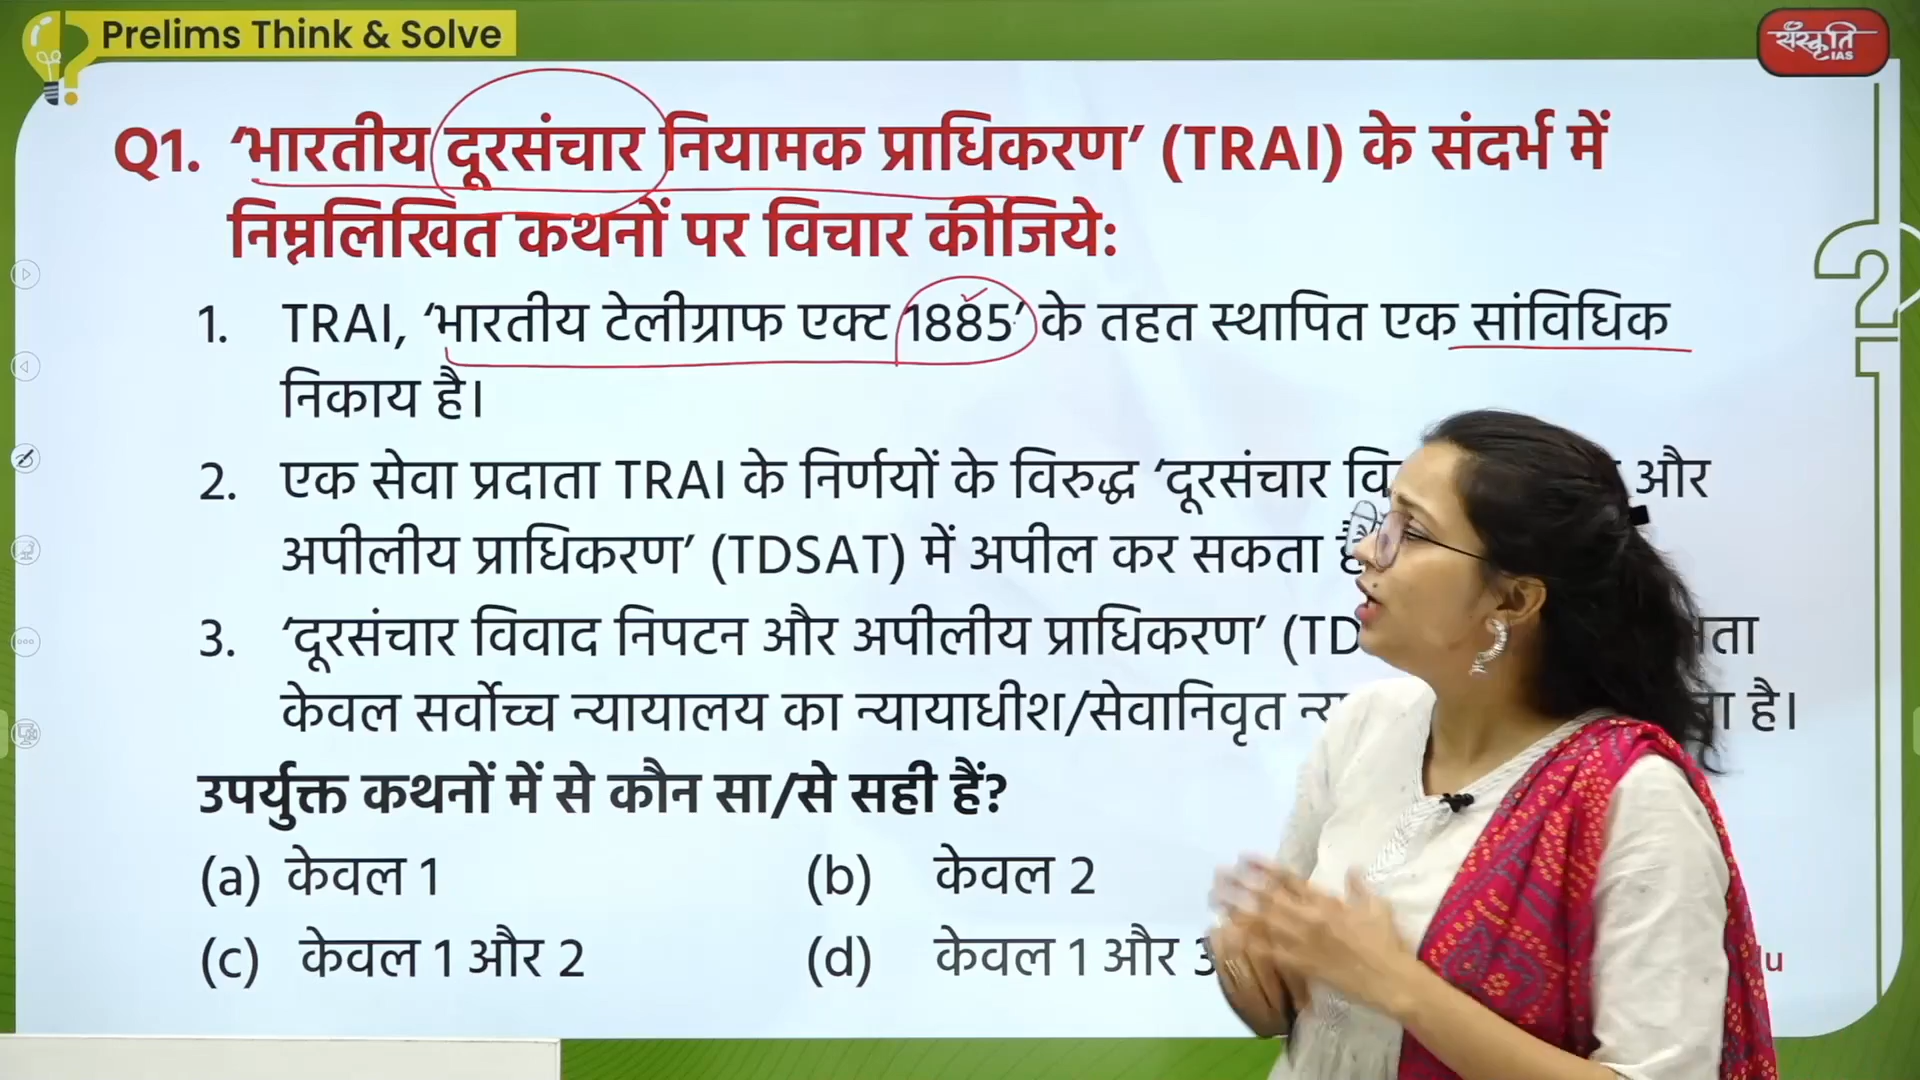 Prelims Think & Solve
संस्कृति
IAS
Q1. ‘भारतीय दूरसंचार नियामक प्राधिकरण’ (TRAI) के संदर्भ में
निम्नलिखित कथनों पर विचार कीजिये:
1. TRAI, ‘भारतीय टेलीग्राफ एक्ट 1885’ के तहत स्थापित एक सांविधिक
निकाय है।
2. एक सेवा प्रदाता TRAI के निर्णयों के विरुद्ध ‘दूरसंचार और
अपीलीय प्राधिकरण’ (TDSAT) में अपील कर सकता
3. ‘दूरसंचार विवाद निपटन और अपीलीय प्राधिकरण’
केवल सर्वोच्च न्यायालय का न्यायाधीश/सेवानिवृत है।
उपर्युक्त कथनों में से कौन सा/से सही हैं?
(a) केवल 1 (b) केवल 2
(c) केवल 1 और 2 (d) केवल 1 और 3